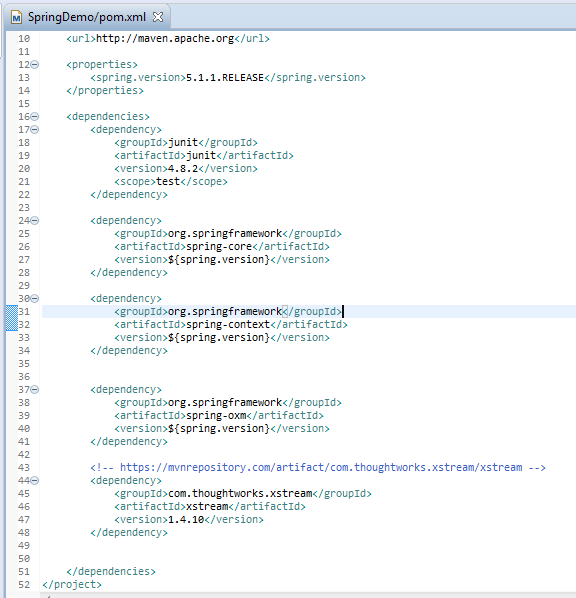 SpringDemo/pom.xml
10 <url>http://maven.apache.org</url>
11
12 <properties>
13 <spring.version>5.1.1.RELEASE</spring.version>
14 </properties>
15
16 <dependencies>
17 <dependency>
18 <groupId>junit</groupId>
19 <artifactId>junit</artifactId>
20 <version>4.8.2</version>
21 <scope>test</scope>
22 </dependency>
23
24 <dependency>
25 <groupId>org.springframework</groupId>
26 <artifactId>spring-core</artifactId>
27 <version>${spring.version}</version>
28 </dependency>
29
30 <dependency>
31 <groupId>org.springframework</groupId>
32 <artifactId>spring-context</artifactId>
33 <version>${spring.version}</version>
34 </dependency>
35
36
37 <dependency>
38 <groupId>org.springframework</groupId>
39 <artifactId>spring-oxm</artifactId>
40 <version>${spring.version}</version>
41 </dependency>
42
43 <!-- https://mvnrepository.com/artifact/com.thoughtworks.xstream/xstream -->
44 <dependency>
45 <groupId>com.thoughtworks.xstream</groupId>
46 <artifactId>xstream</artifactId>
47 <version>1.4.10</version>
48 </dependency>
49
50
51 </dependencies>
52 </project>